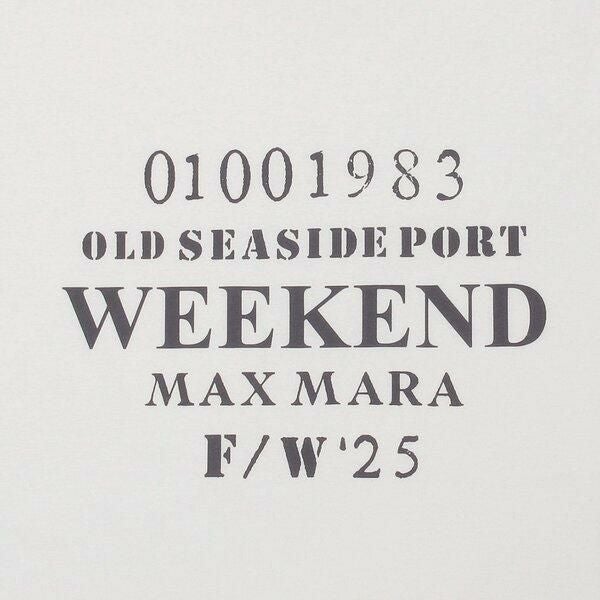 01001983
OLD SEASIDE PORT
WEEKEND
MAX MARA
F/W '25